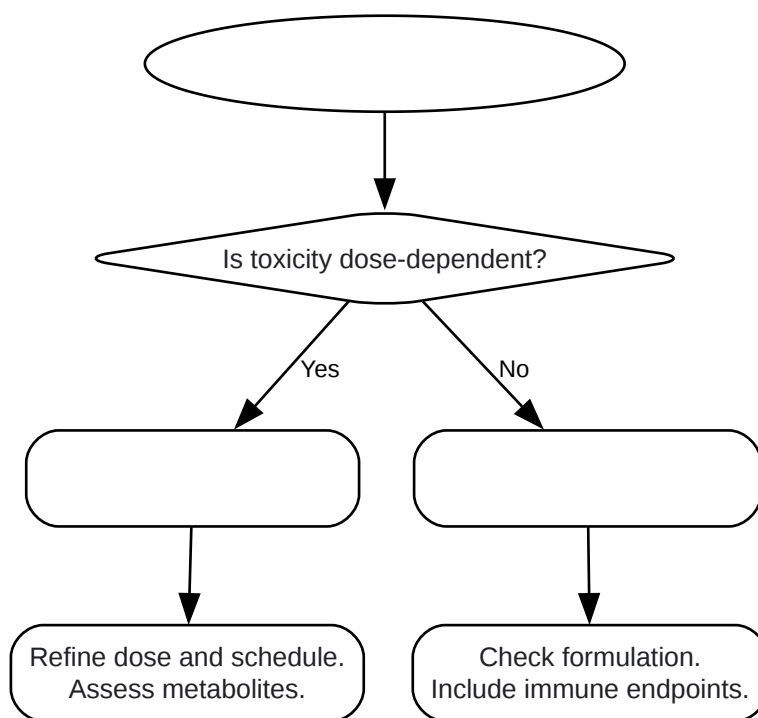 Is toxicity dose-dependent?
Yes
No
Refine dose and schedule.
Assess metabolites.
Check formulation.
Include immune endpoints.